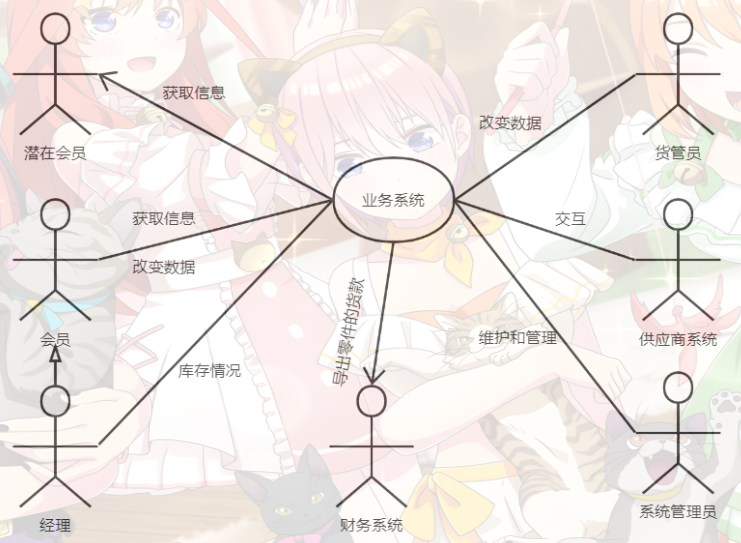 获取信息
改变数据
潜在会员
货管员
业务系统
获取信息
交互
改变数据
会员
导出零件的货款
维护和管理
供应商系统
库存情况
经理
财务系统
系统管理员